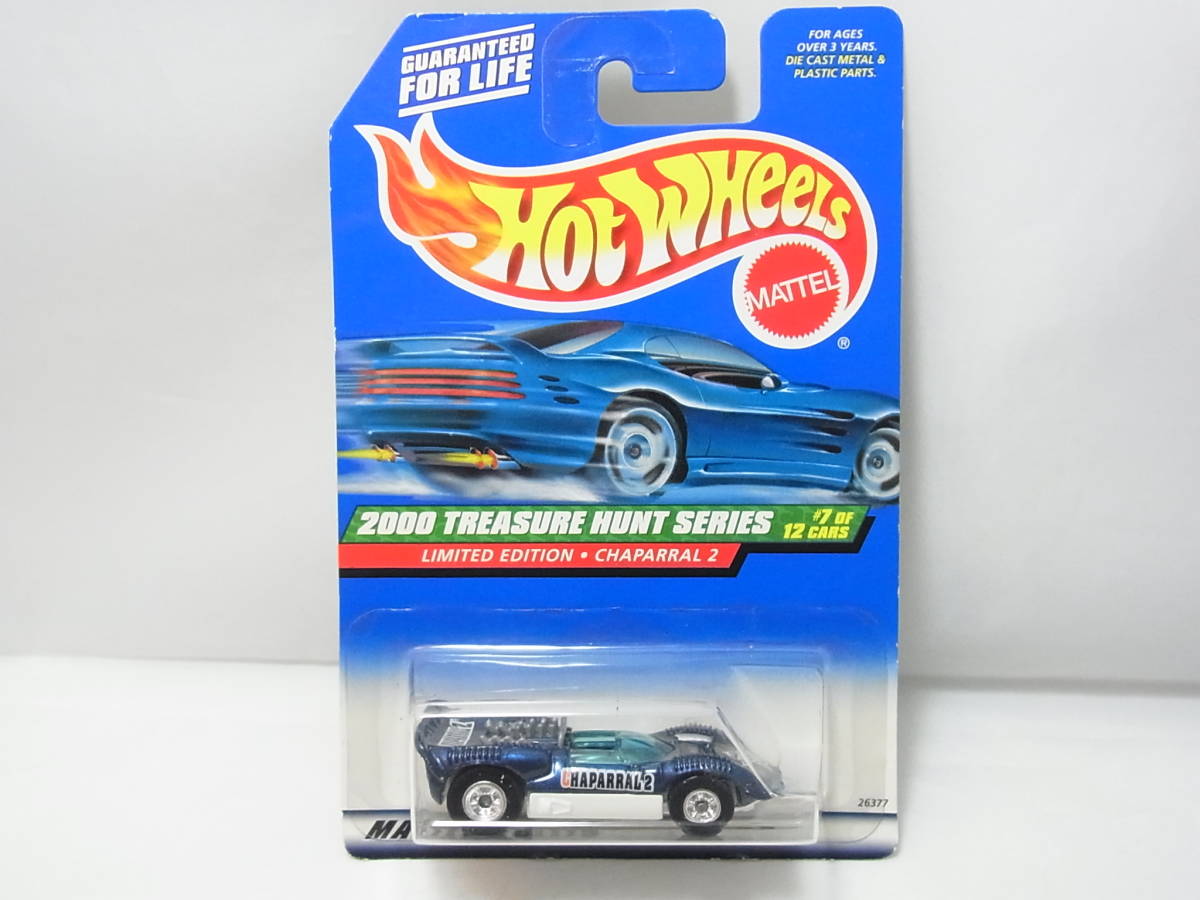 GUARANTEED
FOR LIFE
FOR AGES
OVER 3 YEARS.
DIE CAST METAL &
PLASTIC PARTS.
HOT WHEELS
MATTEL
®
2000 TREASURE HUNT SERIES
#7 OF
12 CARS
LIMITED EDITION • CHAPARRAL 2
CHAPARRAL 2
26377
MA